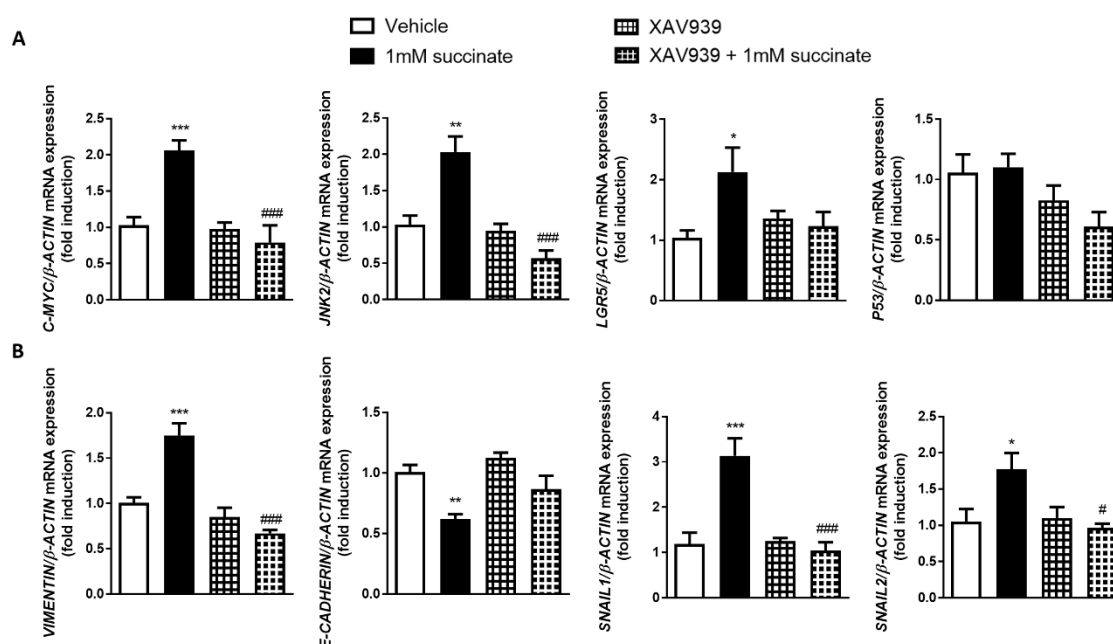 Vehicle
XAV939
1mM succinate
XAV939 + 1mM succinate
A
C-MYC/β-ACTIN mRNA expression
(fold induction)
2.5
2.0
1.5
1.0
0.5
0.0
***
###
JNK2/β-ACTIN mRNA expression
(fold induction)
2.5
2.0
1.5
1.0
0.5
0.0
**
###
LGR5/β-ACTIN mRNA expression
(fold induction)
3
2
1
0
*
P53/β-ACTIN mRNA expression
(fold induction)
1.5
1.0
0.5
0.0
B
VIMENTIN/β-ACTIN mRNA expression
(fold induction)
2.0
1.5
1.0
0.5
0.0
***
###
E-CADHERIN/β-ACTIN mRNA expression
(fold induction)
1.5
1.0
0.5
0.0
**
SNAIL1/β-ACTIN mRNA expression
(fold induction)
4
3
2
1
0
***
###
SNAIL2/β-ACTIN mRNA expression
(fold induction)
2.5
2.0
1.5
1.0
0.5
0.0
*
#